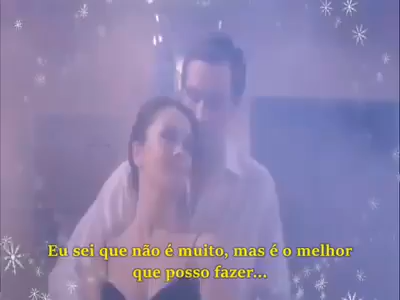 Eu sei que não é muito, mas é o melhor
que posso fazer...